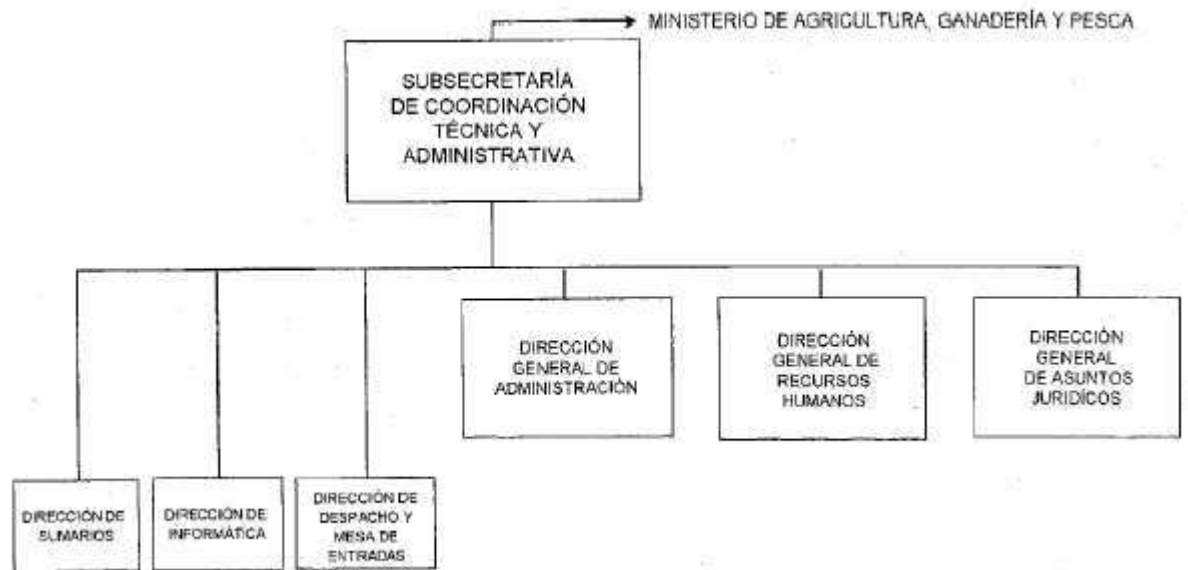 MINISTERIO DE AGRICULTURA, GANADERÍA Y PESCA
SUBSECRETARÍA
DE COORDINACIÓN
TÉCNICA Y
ADMINISTRATIVA
DIRECCIÓN
GENERAL DE
ADMINISTRACIÓN
DIRECCIÓN
GENERAL DE
RECURSOS
HUMANOS
DIRECCIÓN
GENERAL
DE ASUNTOS
JURIDÍCOS
DIRECCIÓN DE
SUMARIOS
DIRECCIÓN DE
INFORMÁTICA
DIRECCIÓN DE
DESPACHO Y
MESA DE
ENTRADAS